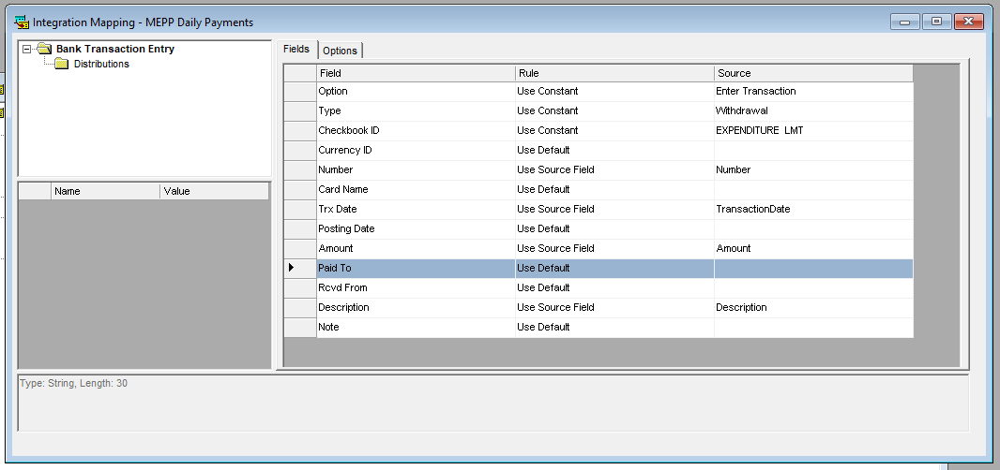 Integration Mapping - MEPP Daily Payments
Bank Transaction Entry
Distributions
Name Value
Fields Options
Field Rule Source
Option Use Constant Enter Transaction
Type Use Constant Withdrawal
Checkbook ID Use Constant EXPENDITURE LMT
Currency ID Use Default
Number Use Source Field Number
Card Name Use Default
Trx Date Use Source Field TransactionDate
Posting Date Use Default
Amount Use Source Field Amount
Paid To Use Default
Rcvd From Use Default
Description Use Source Field Description
Note Use Default
Type: String, Length: 30